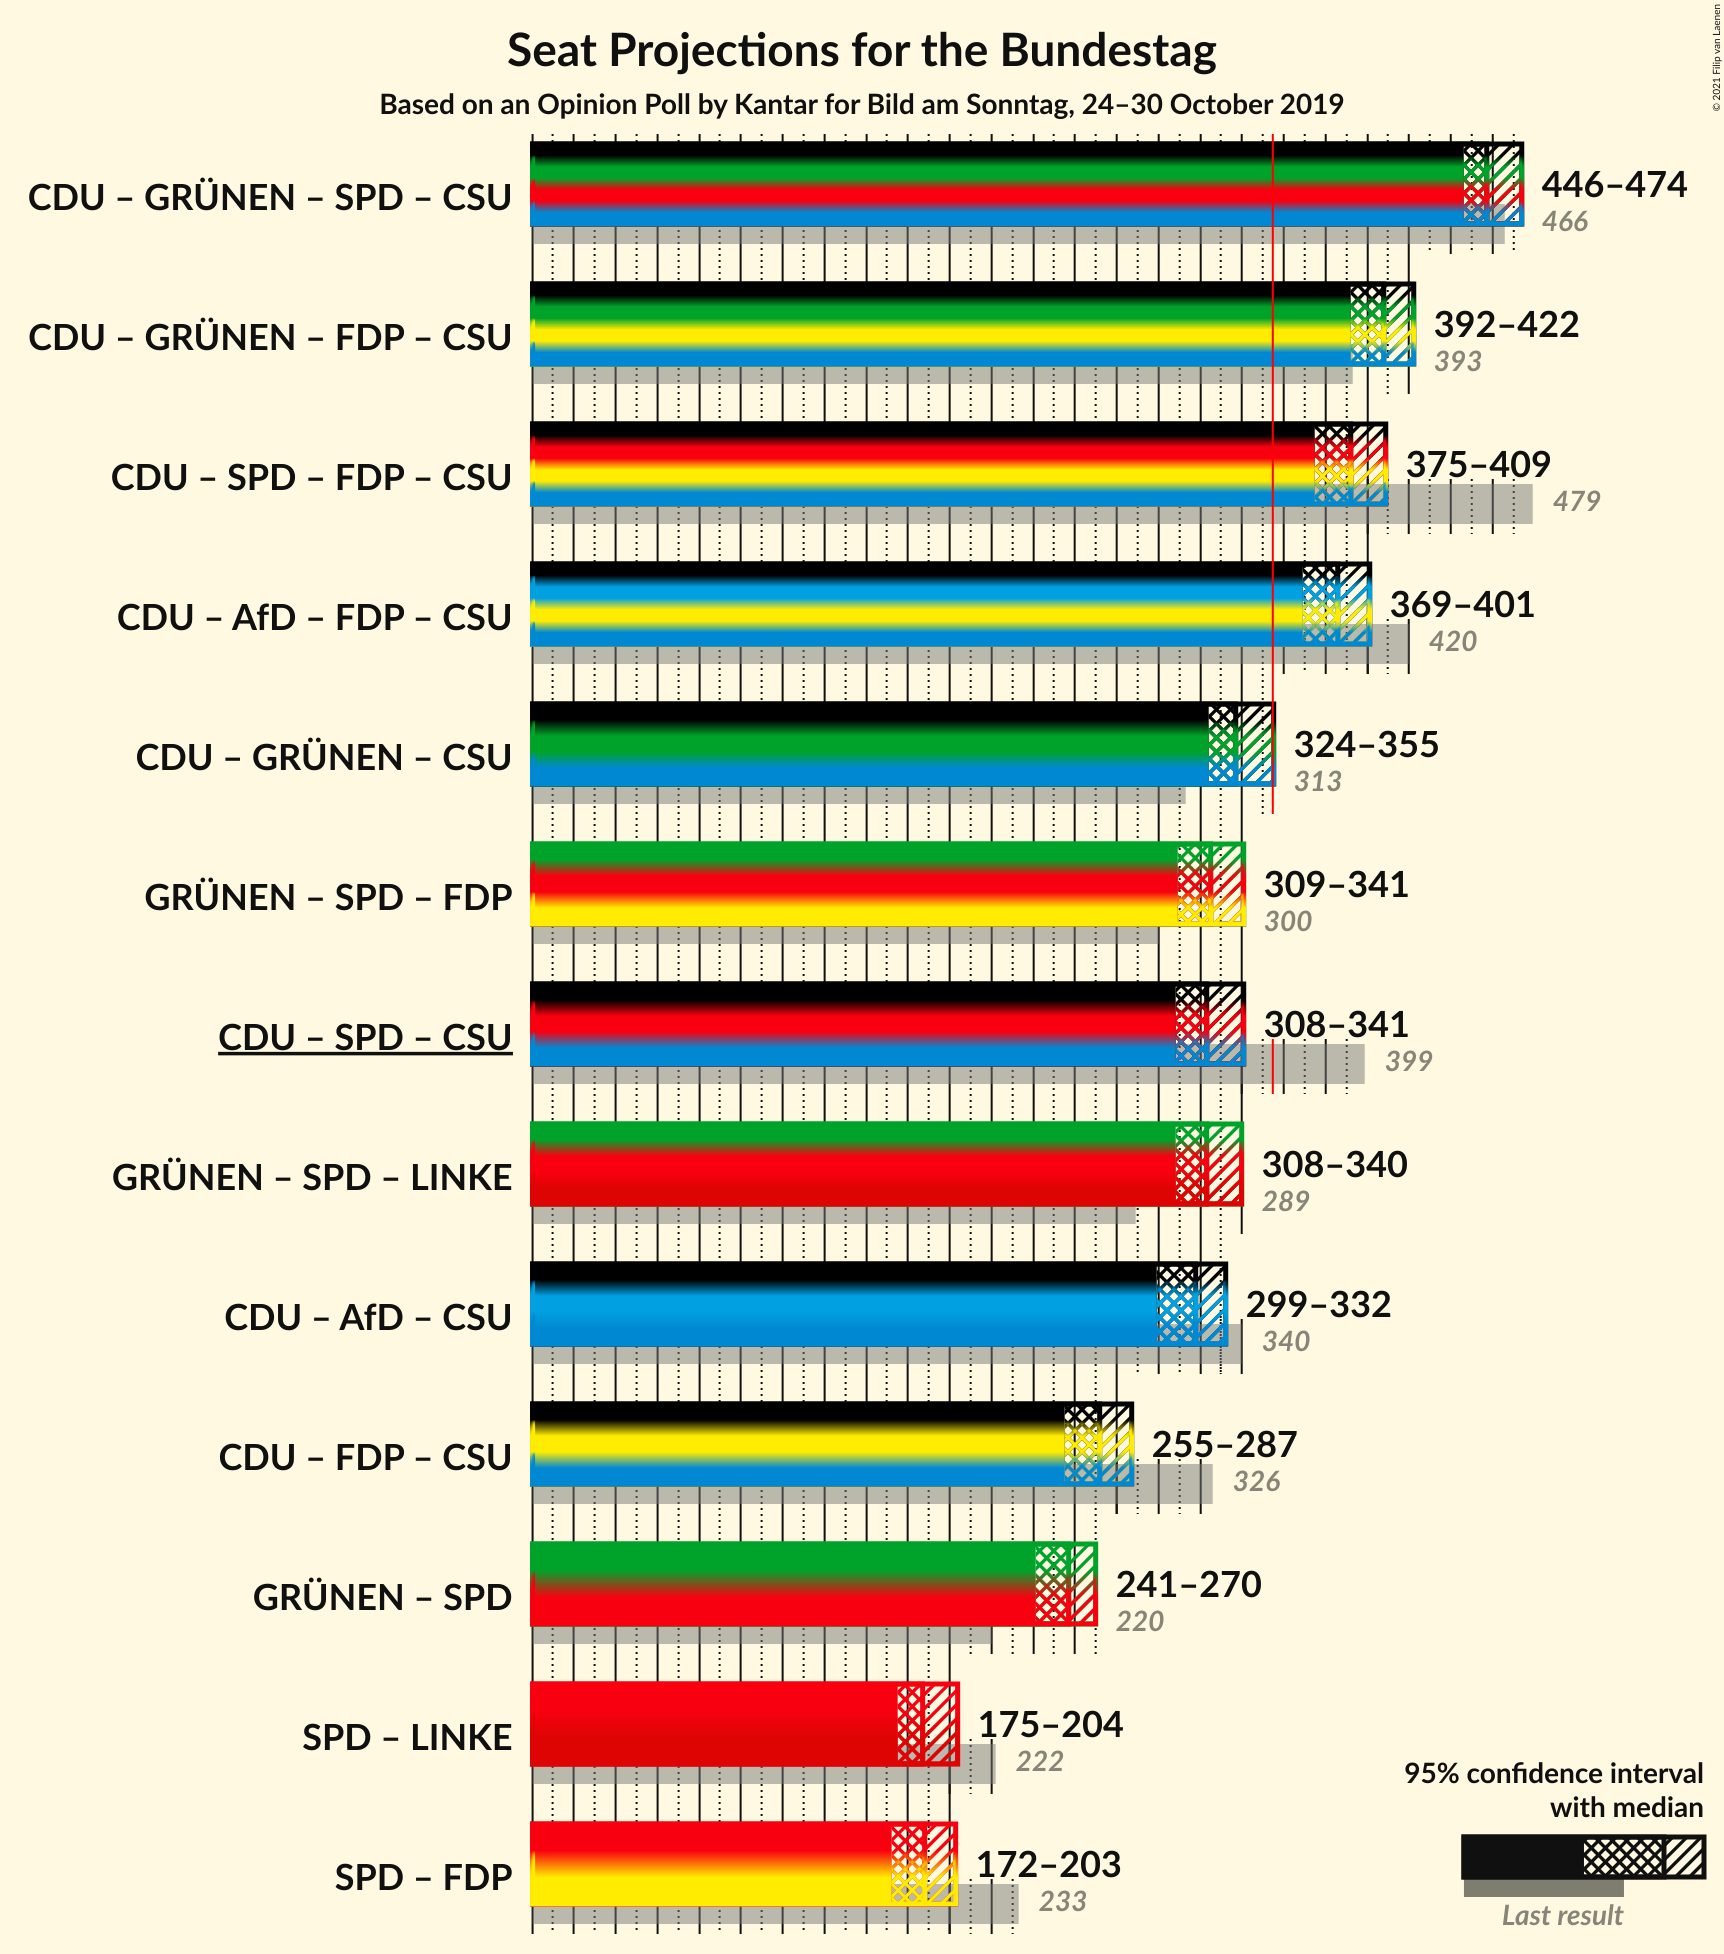 Seat Projections for the Bundestag
Based on an Opinion Poll by Kantar for Bild am Sonntag, 24–30 October 2019
© 2021 Filip van Laenen
CDU – GRÜNEN – SPD – CSU
446–474
466
CDU – GRÜNEN – FDP – CSU
392–422
393
CDU – SPD – FDP – CSU
375–409
479
CDU – AfD – FDP – CSU
369–401
420
CDU – GRÜNEN – CSU
324–355
313
GRÜNEN – SPD – FDP
309–341
300
CDU – SPD – CSU
308–341
399
GRÜNEN – SPD – LINKE
308–340
289
CDU – AfD – CSU
299–332
340
CDU – FDP – CSU
255–287
326
GRÜNEN – SPD
241–270
220
SPD – LINKE
175–204
222
SPD – FDP
172–203
233
95% confidence interval
with median
Last result